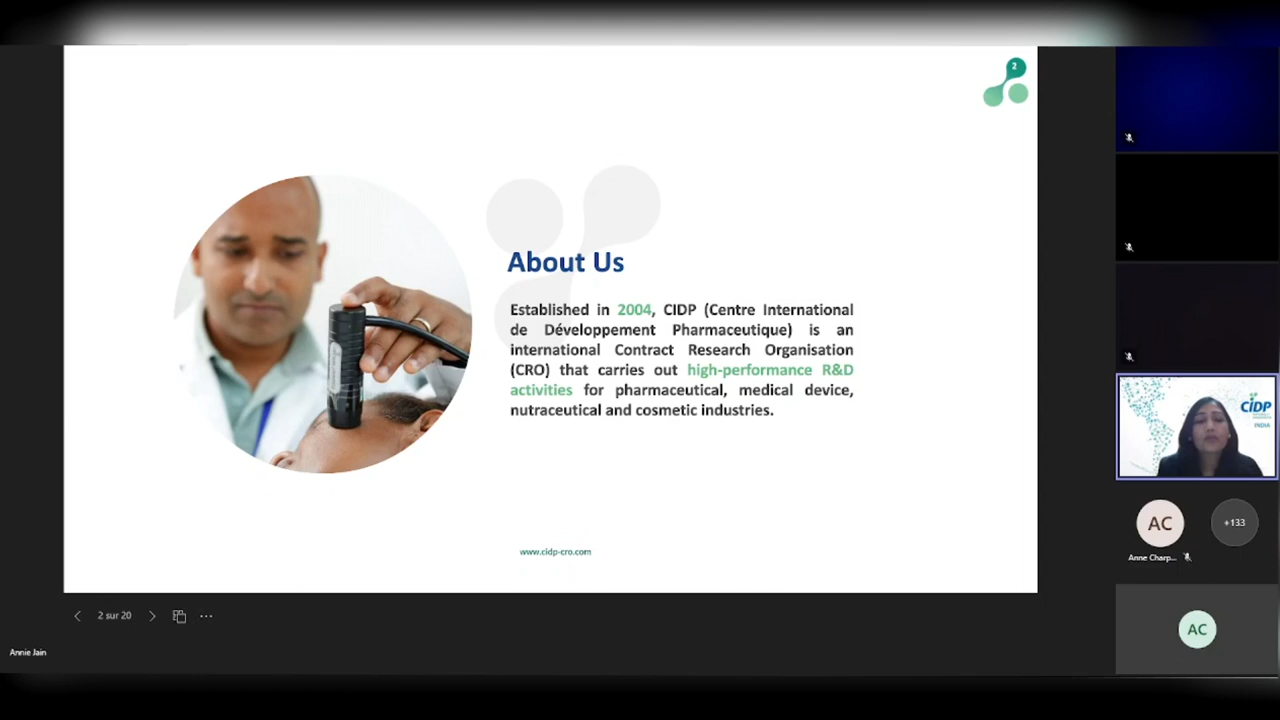 2
About Us
Established in 2004, CIDP (Centre International
de Développement Pharmaceutique) is an
international Contract Research Organisation
(CRO) that carries out high-performance R&D
activities for pharmaceutical, medical device,
nutraceutical and cosmetic industries.
www.cidp-cro.com
2 sur 20
Annie Jain
CIDP
INDIA
AC
+133
Anne Charp...
AC